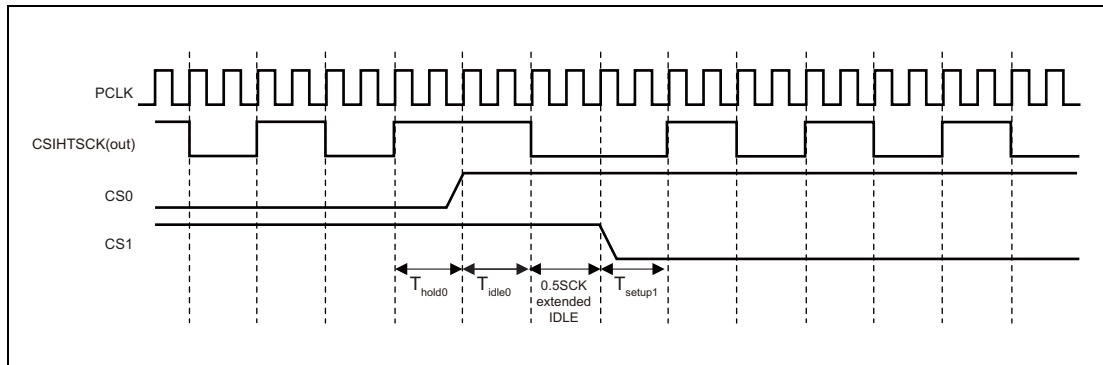 PCLK
CSIHTSCK(out)
CS0
CS1
Thold0
Tidle0
0.5SCK
extended
IDLE
Tsetup1